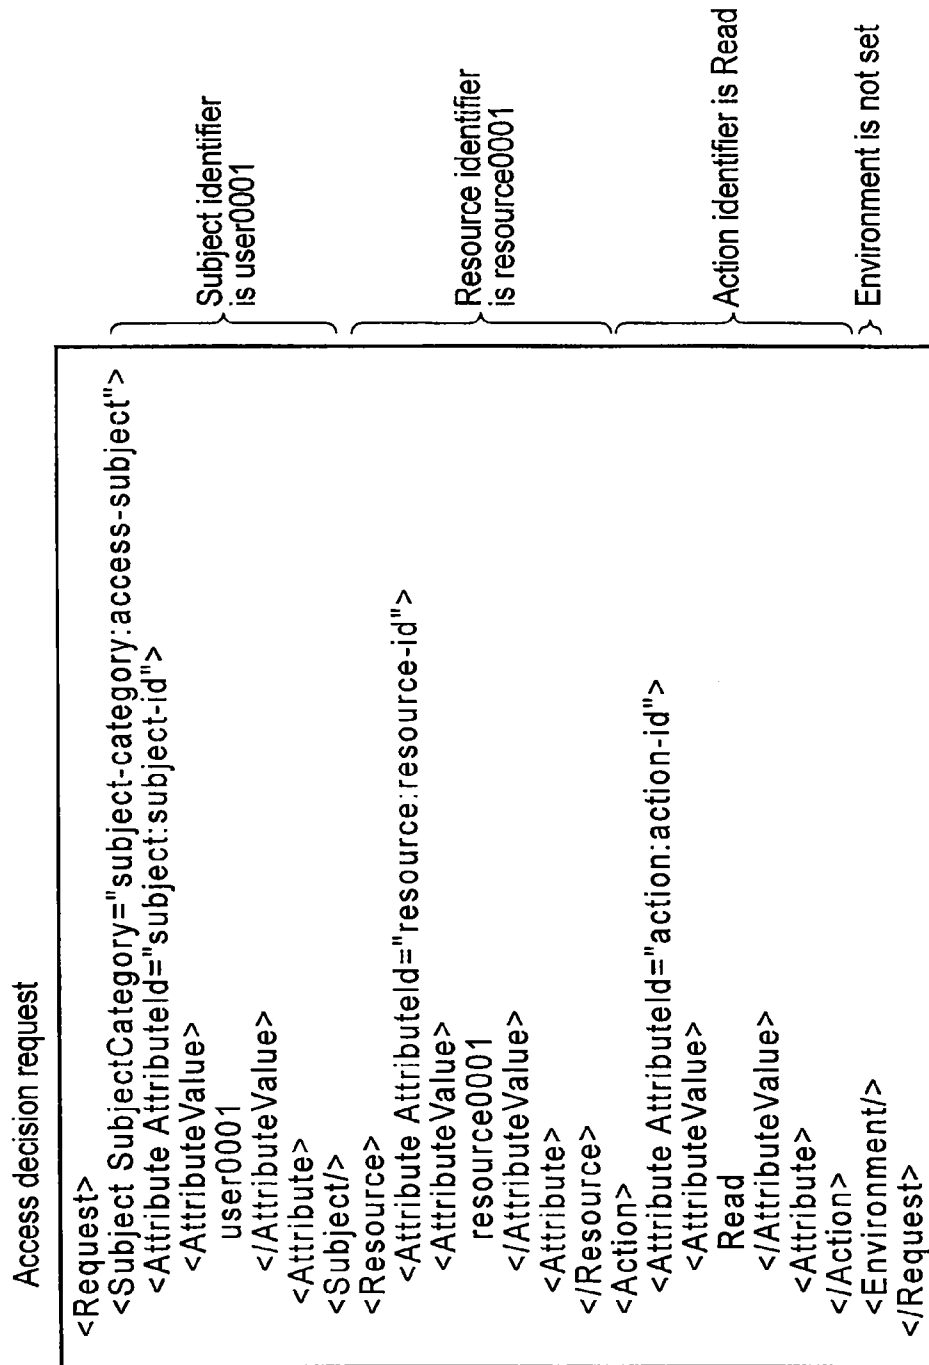 Access decision request
<Request>
<Subject SubjectCategory="subject-category:access-subject">
<Attribute AttributeId="subject:subject-id">
<AttributeValue>
user0001
</AttributeValue>
<Attribute>
<Subject/>
<Resource>
<Attribute AttributeId="resource:resource-id">
<AttributeValue>
resource0001
</AttributeValue>
<Attribute>
</Resource>
<Action>
<Attribute AttributeId="action:action-id">
<AttributeValue>
Read
</AttributeValue>
<Attribute>
</Action>
<Environment/>
</Request>
Subject identifier
is user0001
Resource identifier
is resource0001
Action identifier is Read
Environment is not set